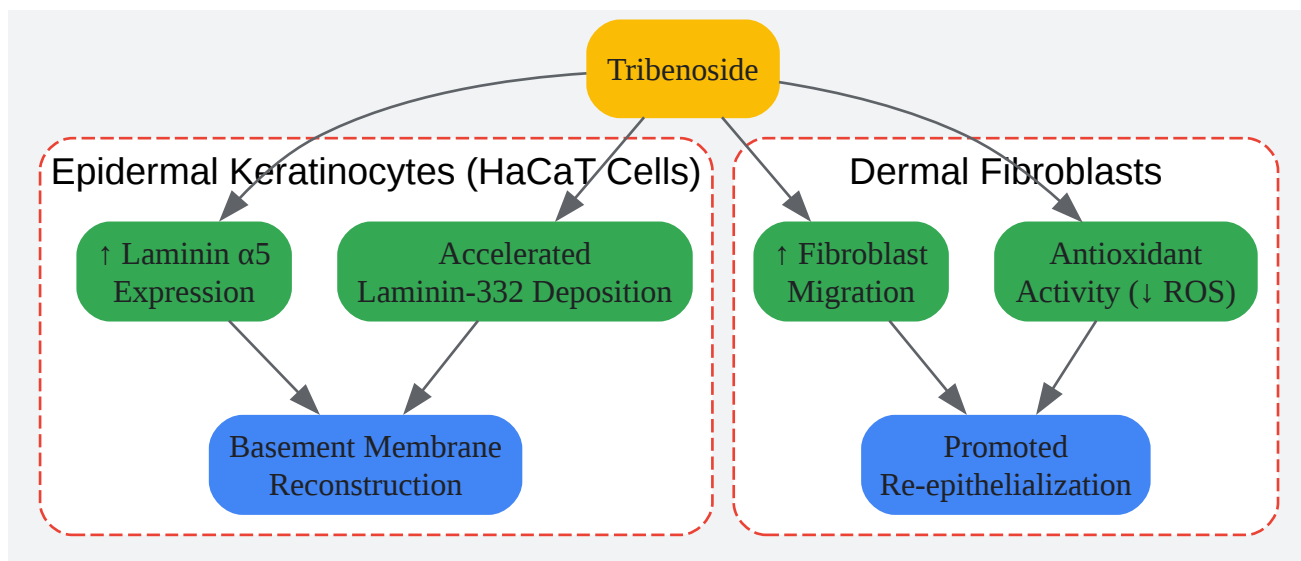 Tribenoside
Epidermal Keratinocytes (HaCaT Cells)
Dermal Fibroblasts
↑ Laminin α5
Expression
Accelerated
Laminin-332 Deposition
↑ Fibroblast
Migration
Antioxidant
Activity (↓ ROS)
Basement Membrane
Reconstruction
Promoted
Re-epithelialization